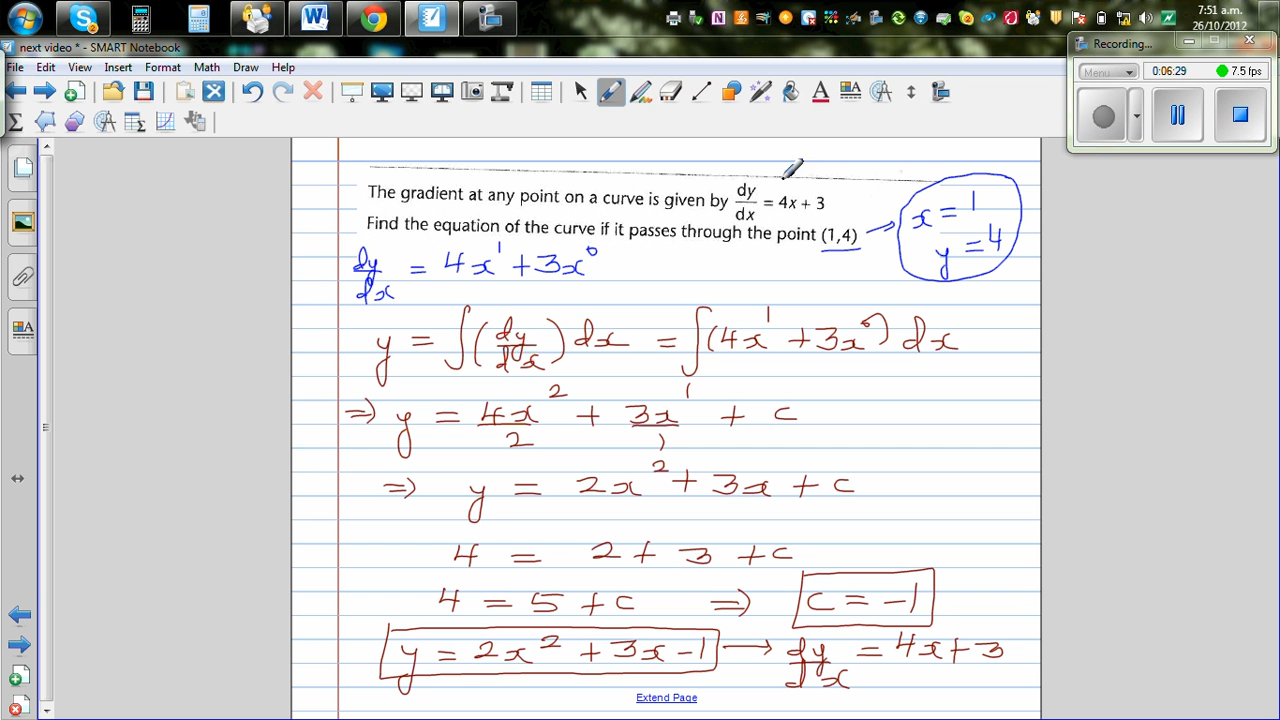 7:51 a.m.
26/10/2012
next video * - SMART Notebook
Recording...
File Edit View Insert Format Math Draw Help
Menu 0:06:29 7.5 fps
The gradient at any point on a curve is given by dy/dx = 4x + 3
Find the equation of the curve if it passes through the point (1,4) → x = 1 y = 4
dy/dx = 4x¹ + 3x⁰
y = ∫(dy/dx) dx = ∫(4x¹ + 3x⁰) dx
⇒ y = 4x²/2 + 3x¹/1 + c
⇒ y = 2x² + 3x + c
4 = 2 + 3 + c
4 = 5 + c ⇒ c = -1
y = 2x² + 3x - 1 → dy/dx = 4x + 3
Extend Page